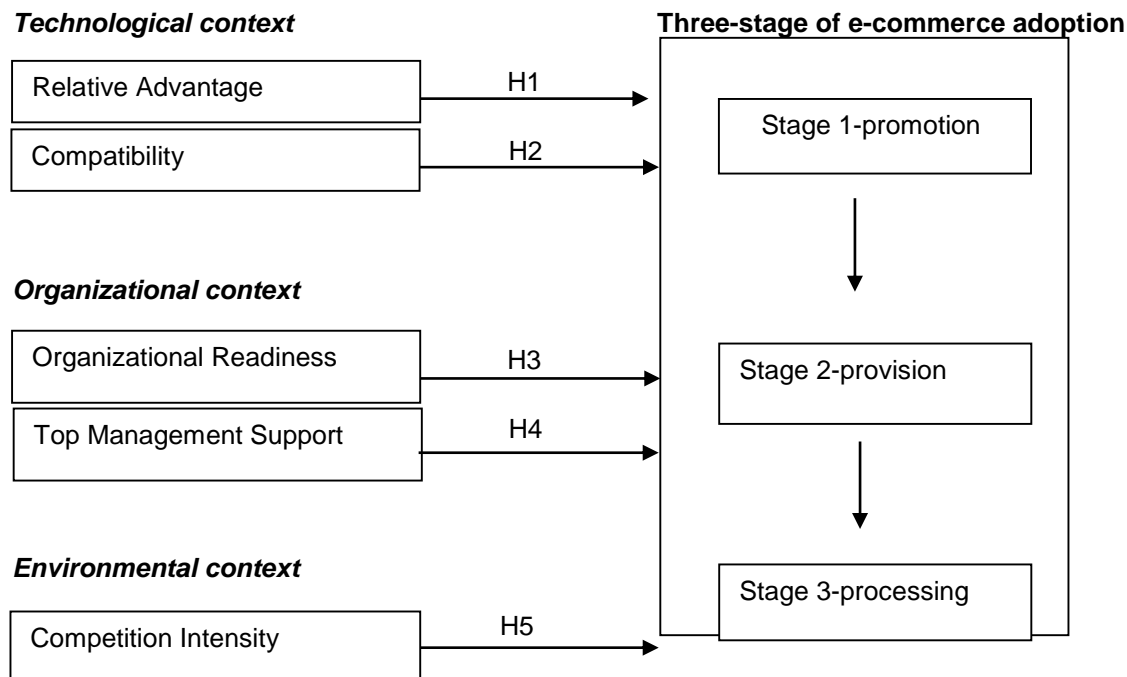 Technological context
Three-stage of e-commerce adoption
Relative Advantage
H1
Stage 1-promotion
Compatibility
H2
Organizational context
Organizational Readiness
H3
Stage 2-provision
Top Management Support
H4
Environmental context
Stage 3-processing
Competition Intensity
H5